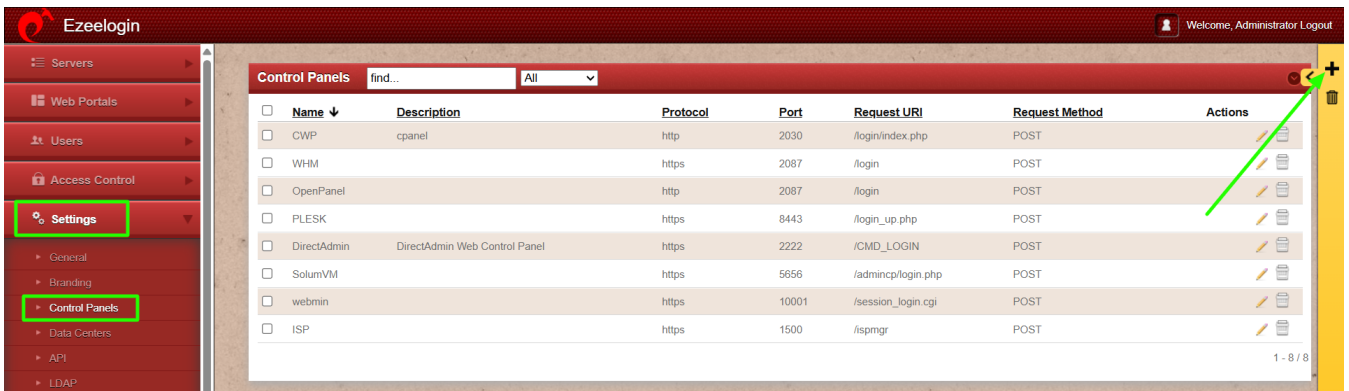 Ezeelogin
Welcome, Administrator Logout
Servers
Web Portals
Users
Access Control
Settings
General
Branding
Control Panels
Data Centers
API
LDAP
Control Panels find... All
Name Description Protocol Port Request URI Request Method Actions
CWP cpanel http 2030 /login/index.php POST
WHM https 2087 /login POST
OpenPanel http 2087 /login POST
PLESK https 8443 /login_up.php POST
DirectAdmin DirectAdmin Web Control Panel https 2222 /CMD_LOGIN POST
SolumVM https 5656 /admincp/login.php POST
webmin https 10001 /session_login.cgi POST
ISP https 1500 /ispmgr POST
1 - 8 / 8